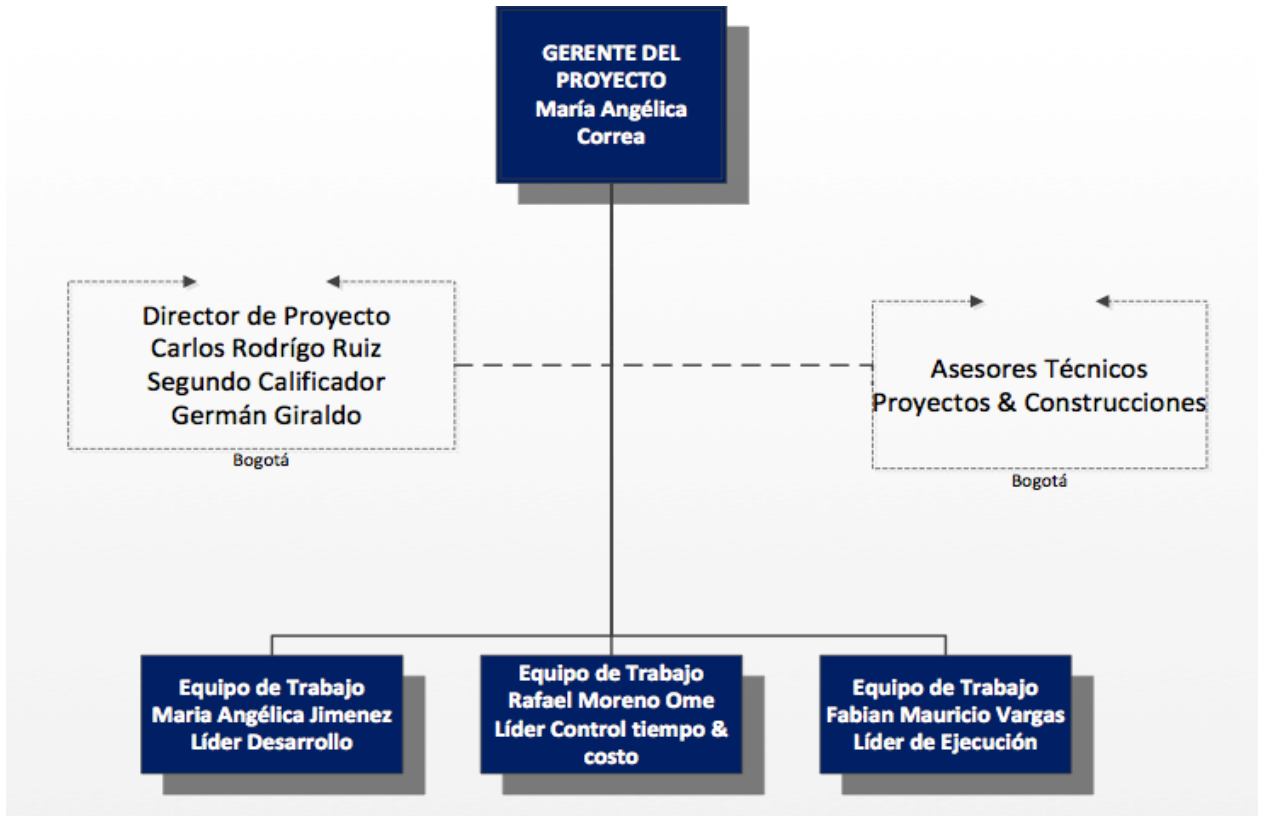 GERENTE DEL
PROYECTO
María Angélica
Correa
Director de Proyecto
Carlos Rodrígo Ruiz
Segundo Calificador
Germán Giraldo
Bogotá
Asesores Técnicos
Proyectos & Construcciones
Bogotá
Equipo de Trabajo
Maria Angélica Jimenez
Líder Desarrollo
Equipo de Trabajo
Rafael Moreno Ome
Líder Control tiempo &
costo
Equipo de Trabajo
Fabian Mauricio Vargas
Líder de Ejecución